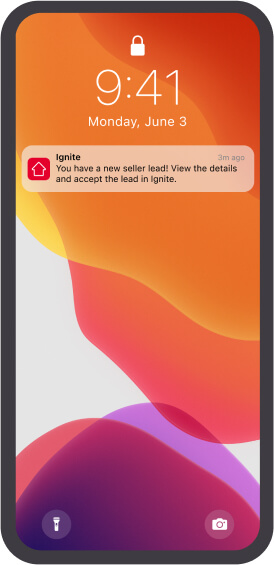 9:41
Monday, June 3
Ignite
3m ago
You have a new seller lead! View the details
and accept the lead in Ignite.